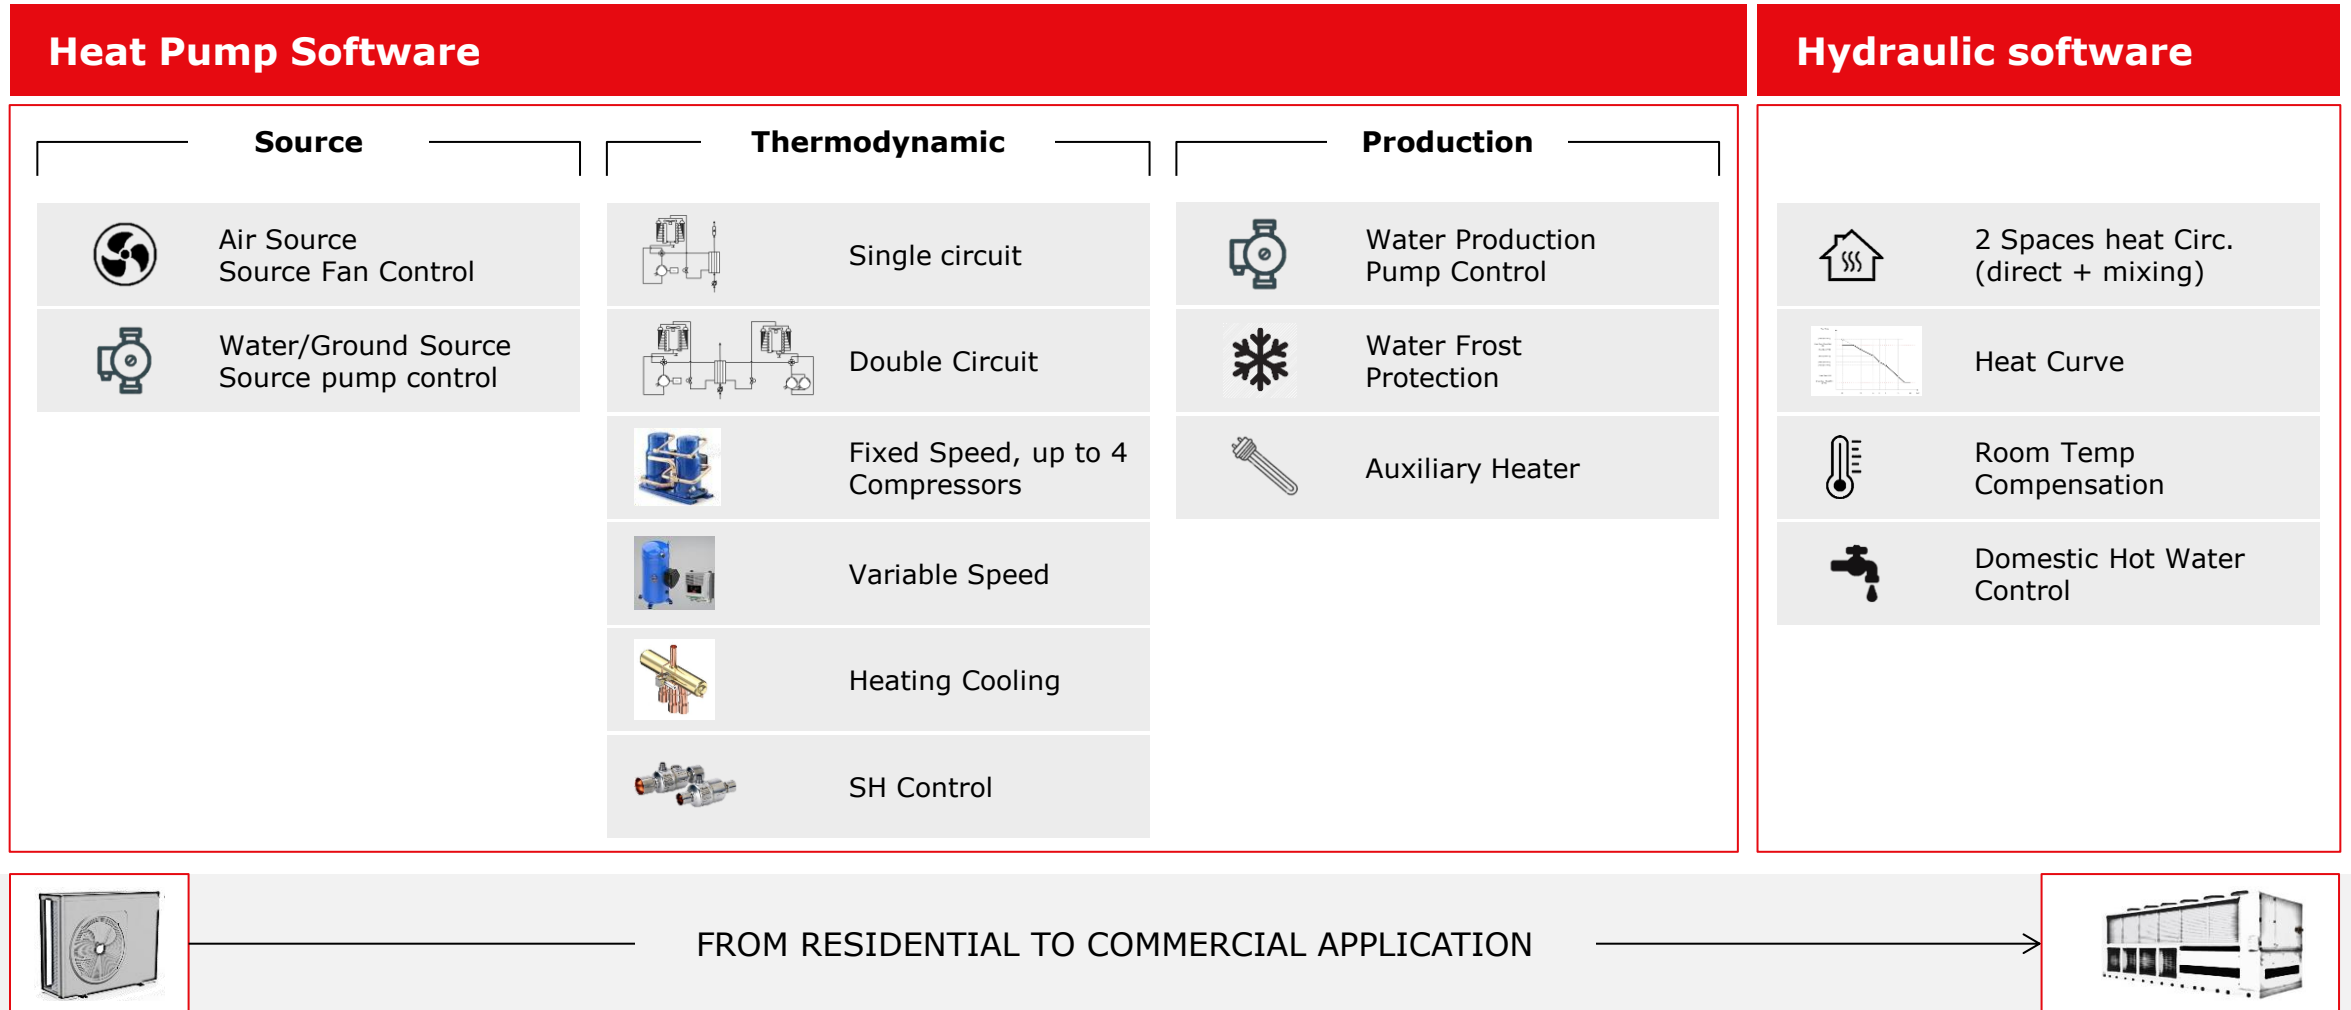 Heat Pump Software
Hydraulic software
Source
Air Source
Source Fan Control
Water/Ground Source
Source pump control
Thermodynamic
Single circuit
Double Circuit
Fixed Speed, up to 4
Compressors
Variable Speed
Heating Cooling
SH Control
Production
Water Production
Pump Control
Water Frost
Protection
Auxiliary Heater
2 Spaces heat Circ.
(direct + mixing)
Heat Curve
Room Temp
Compensation
Domestic Hot Water
Control
FROM RESIDENTIAL TO COMMERCIAL APPLICATION